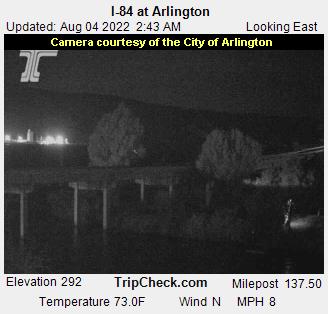 I-84 at Arlington
Updated: Aug 04 2022 2:43 AM Looking East
Camera courtesy of the City of Arlington
Elevation 292 TripCheck.com Milepost 137.50
Temperature 73.0F Wind N MPH 8